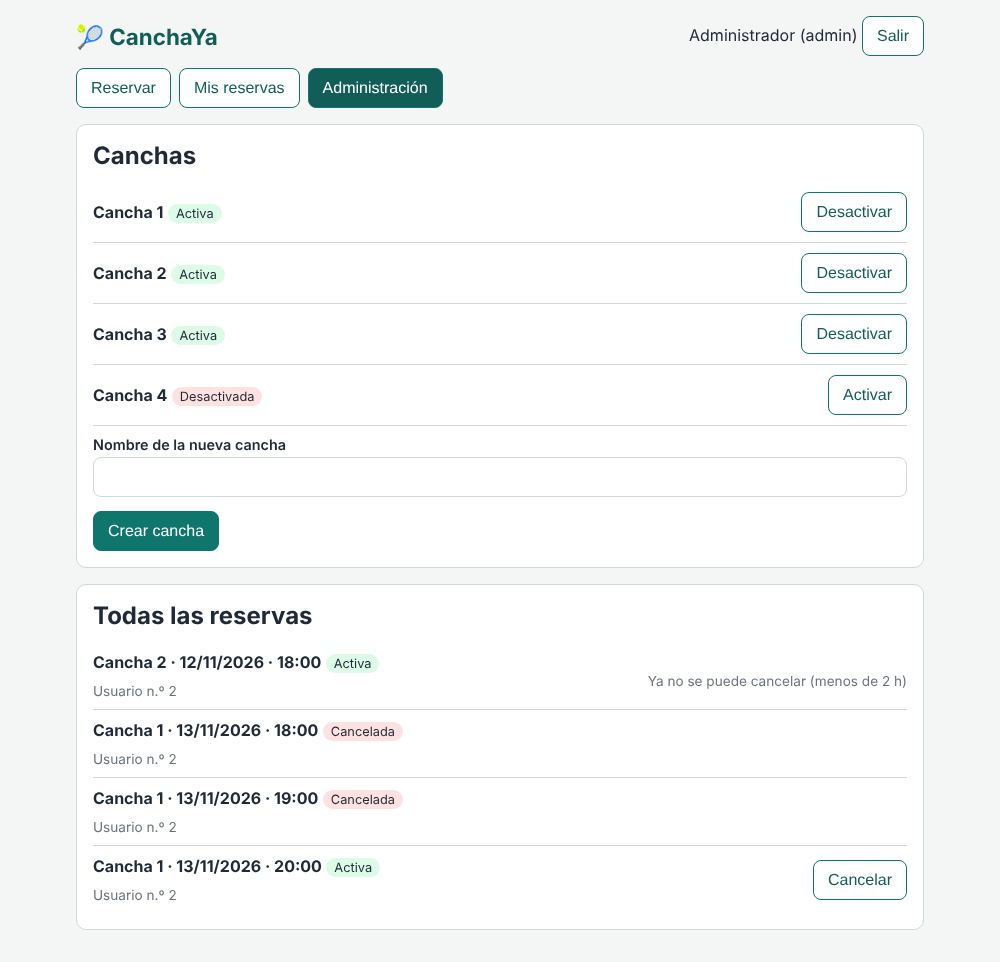 CanchaYa
Administrador (admin) Salir
Reservar Mis reservas Administración
Canchas
Cancha 1 Activa Desactivar
Cancha 2 Activa Desactivar
Cancha 3 Activa Desactivar
Cancha 4 Desactivada Activar
Nombre de la nueva cancha
Crear cancha
Todas las reservas
Cancha 2 · 12/11/2026 · 18:00 Activa
Usuario n.º 2
Ya no se puede cancelar (menos de 2 h)
Cancha 1 · 13/11/2026 · 18:00 Cancelada
Usuario n.º 2
Cancha 1 · 13/11/2026 · 19:00 Cancelada
Usuario n.º 2
Cancha 1 · 13/11/2026 · 20:00 Activa
Usuario n.º 2
Cancelar